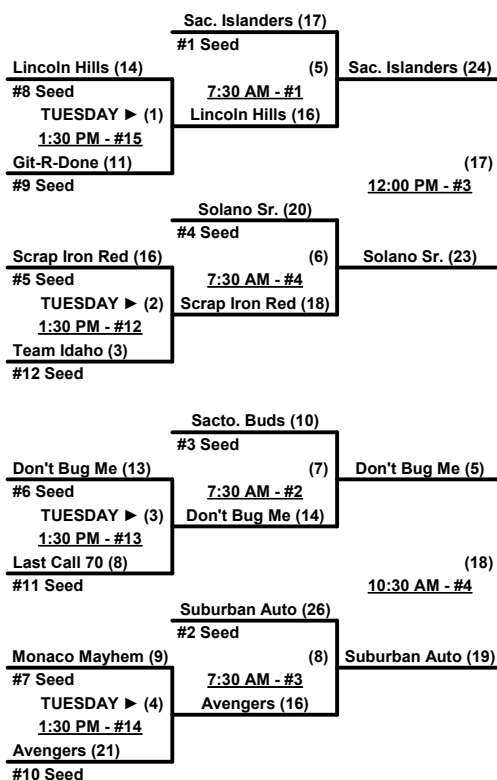 Sac. Islanders (17)
#1 Seed
Lincoln Hills (14)
(5)
Sac. Islanders (24)
#8 Seed
7:30 AM - #1
TUESDAY ► (1)
Lincoln Hills (16)
1:30 PM - #15
Git-R-Done (11)
(17)
#9 Seed
12:00 PM - #3
Solano Sr. (20)
#4 Seed
Scrap Iron Red (16)
(6)
Solano Sr. (23)
#5 Seed
7:30 AM - #4
TUESDAY ► (2)
Scrap Iron Red (18)
1:30 PM - #12
Team Idaho (3)
#12 Seed
Sacto. Buds (10)
#3 Seed
Don't Bug Me (13)
(7)
Don't Bug Me (5)
#6 Seed
7:30 AM - #2
TUESDAY ► (3)
Don't Bug Me (14)
1:30 PM - #13
Last Call 70 (8)
(18)
#11 Seed
10:30 AM - #4
Suburban Auto (26)
#2 Seed
Monaco Mayhem (9)
(8)
Suburban Auto (19)
#7 Seed
7:30 AM - #3
TUESDAY ► (4)
Avengers (16)
1:30 PM - #14
Avengers (21)
#10 Seed